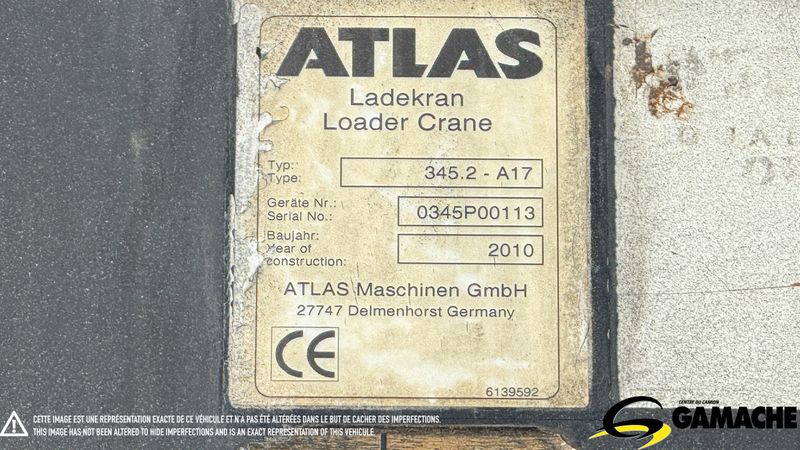 ATLAS
Ladekran
Loader Crane
Typ:
Type: 345.2 - A17
Geräte Nr.:
Serial No.: 0345P00113
Baujahr:
Year of
construction: 2010
ATLAS Maschinen GmbH
27747 Delmenhorst Germany
CE
6139592
CETTE IMAGE EST UNE REPRÉSENTATION EXACTE DE CE VÉHICULE ET N'A PAS ÉTÉ ALTÉRÉES DANS LE BUT DE CACHER DES IMPERFECTIONS.
THIS IMAGE HAS NOT BEEN ALTERED TO HIDE IMPERFECTIONS AND IS AN EXACT REPRESENTATION OF THIS VEHICLE.
CENTRE DU CAMION
GAMACHE